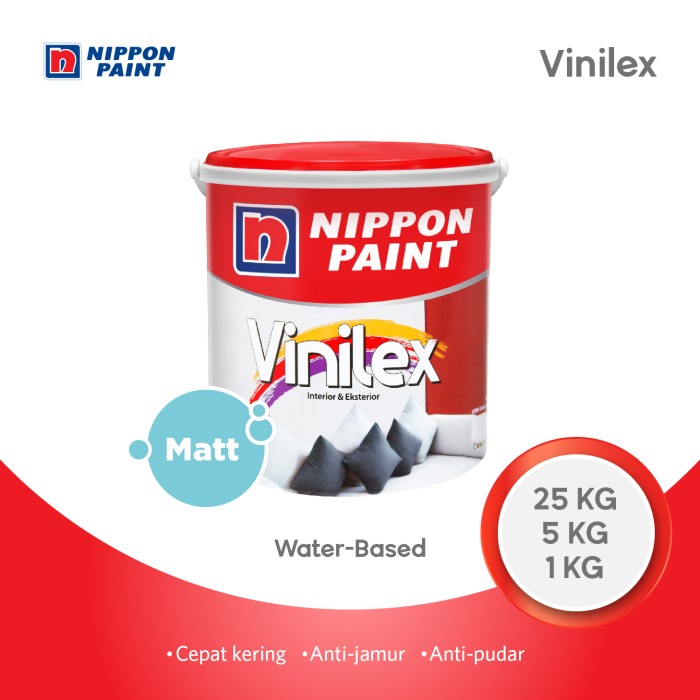 NIPPON
PAINT
Vinilex
n
NIPPON
PAINT
Vinilex
Interior & Eksterior
Matt
25 KG
5 KG
1 KG
Water-Based
•Cepat kering •Anti-jamur •Anti-pudar